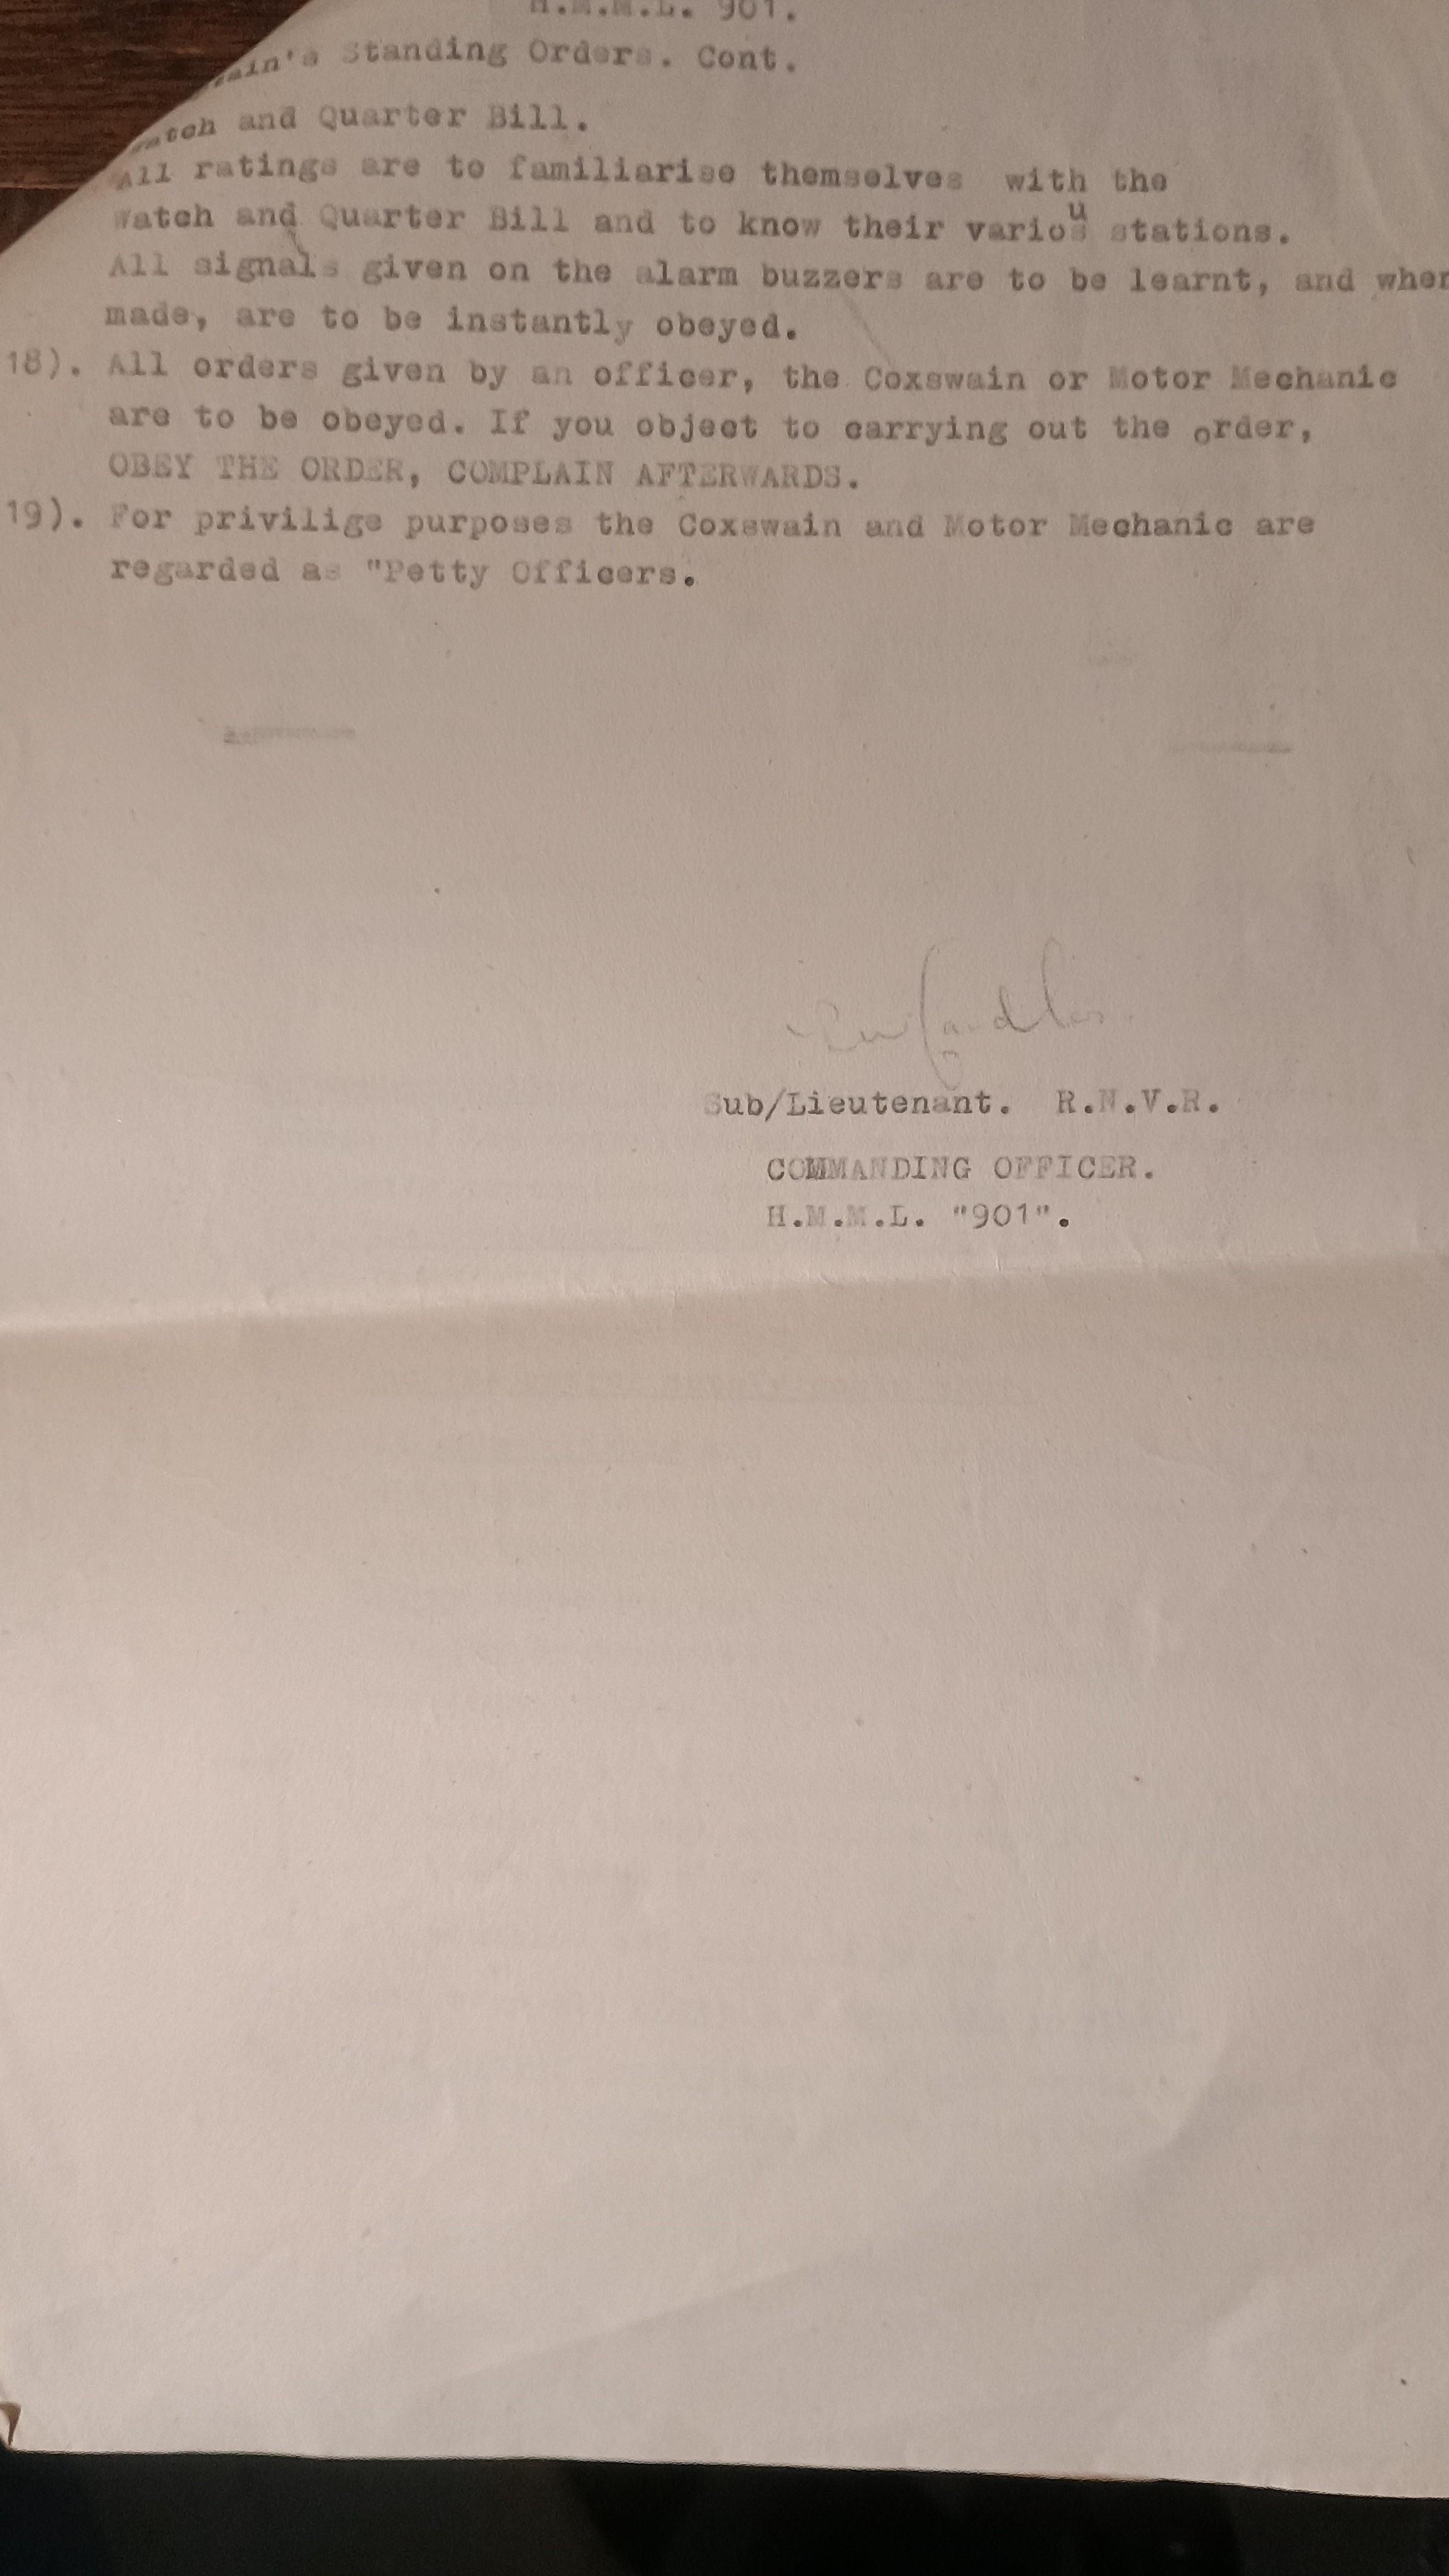 H.M.M.L. 901.
ain's Standing Orders. Cont.
atch and Quarter Bill.
All ratings are to familiarise themselves with the
Watch and Quarter Bill and to know their various stations.
All signals given on the alarm buzzers are to be learnt, and when
made, are to be instantly obeyed.
18). All orders given by an officer, the Coxswain or Motor Mechanic
are to be obeyed. If you object to carrying out the order,
OBEY THE ORDER, COMPLAIN AFTERWARDS.
19). For privilige purposes the Coxswain and Motor Mechanic are
regarded as "Petty Officers.
Sub/Lieutenant. R.N.V.R.
COMMANDING OFFICER.
H.M.M.L. "901".